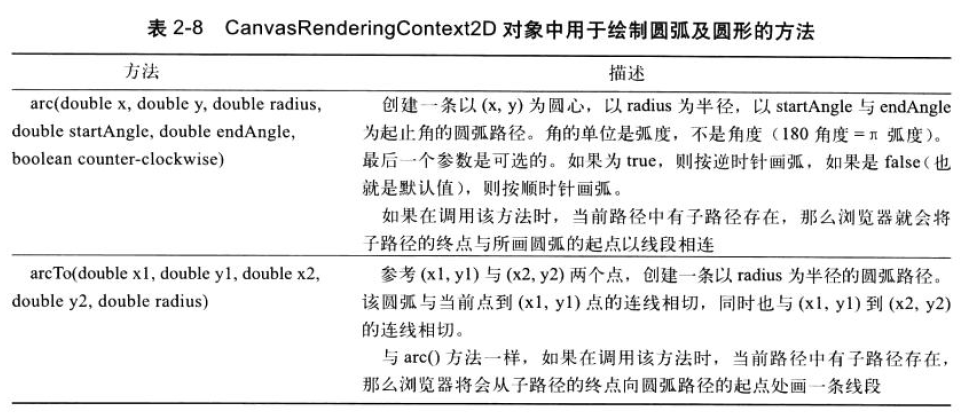 表 2-8 CanvasRenderingContext2D 对象中用于绘制圆弧及圆形的方法
方法 描述
arc(double x, double y, double radius,
double startAngle, double endAngle,
boolean counter-clockwise)
创建一条以 (x, y) 为圆心，以 radius 为半径，以 startAngle 与 endAngle
为起止角的圆弧路径。角的单位是弧度，不是角度（180 角度 = π 弧度）。
最后一个参数是可选的。如果为 true，则按逆时针画弧，如果是 false（也
就是默认值），则按顺时针画弧。
如果在调用该方法时，当前路径中有子路径存在，那么浏览器就会将
子路径的终点与所画圆弧的起点以线段相连
arcTo(double x1, double y1, double x2,
double y2, double radius)
参考 (x1, y1) 与 (x2, y2) 两个点，创建一条以 radius 为半径的圆弧路径。
该圆弧与当前点到 (x1, y1) 点的连线相切，同时也与 (x1, y1) 到 (x2, y2)
的连线相切。
与 arc() 方法一样，如果在调用该方法时，当前路径中有子路径存在，
那么浏览器将会从子路径的终点向圆弧路径的起点处画一条线段